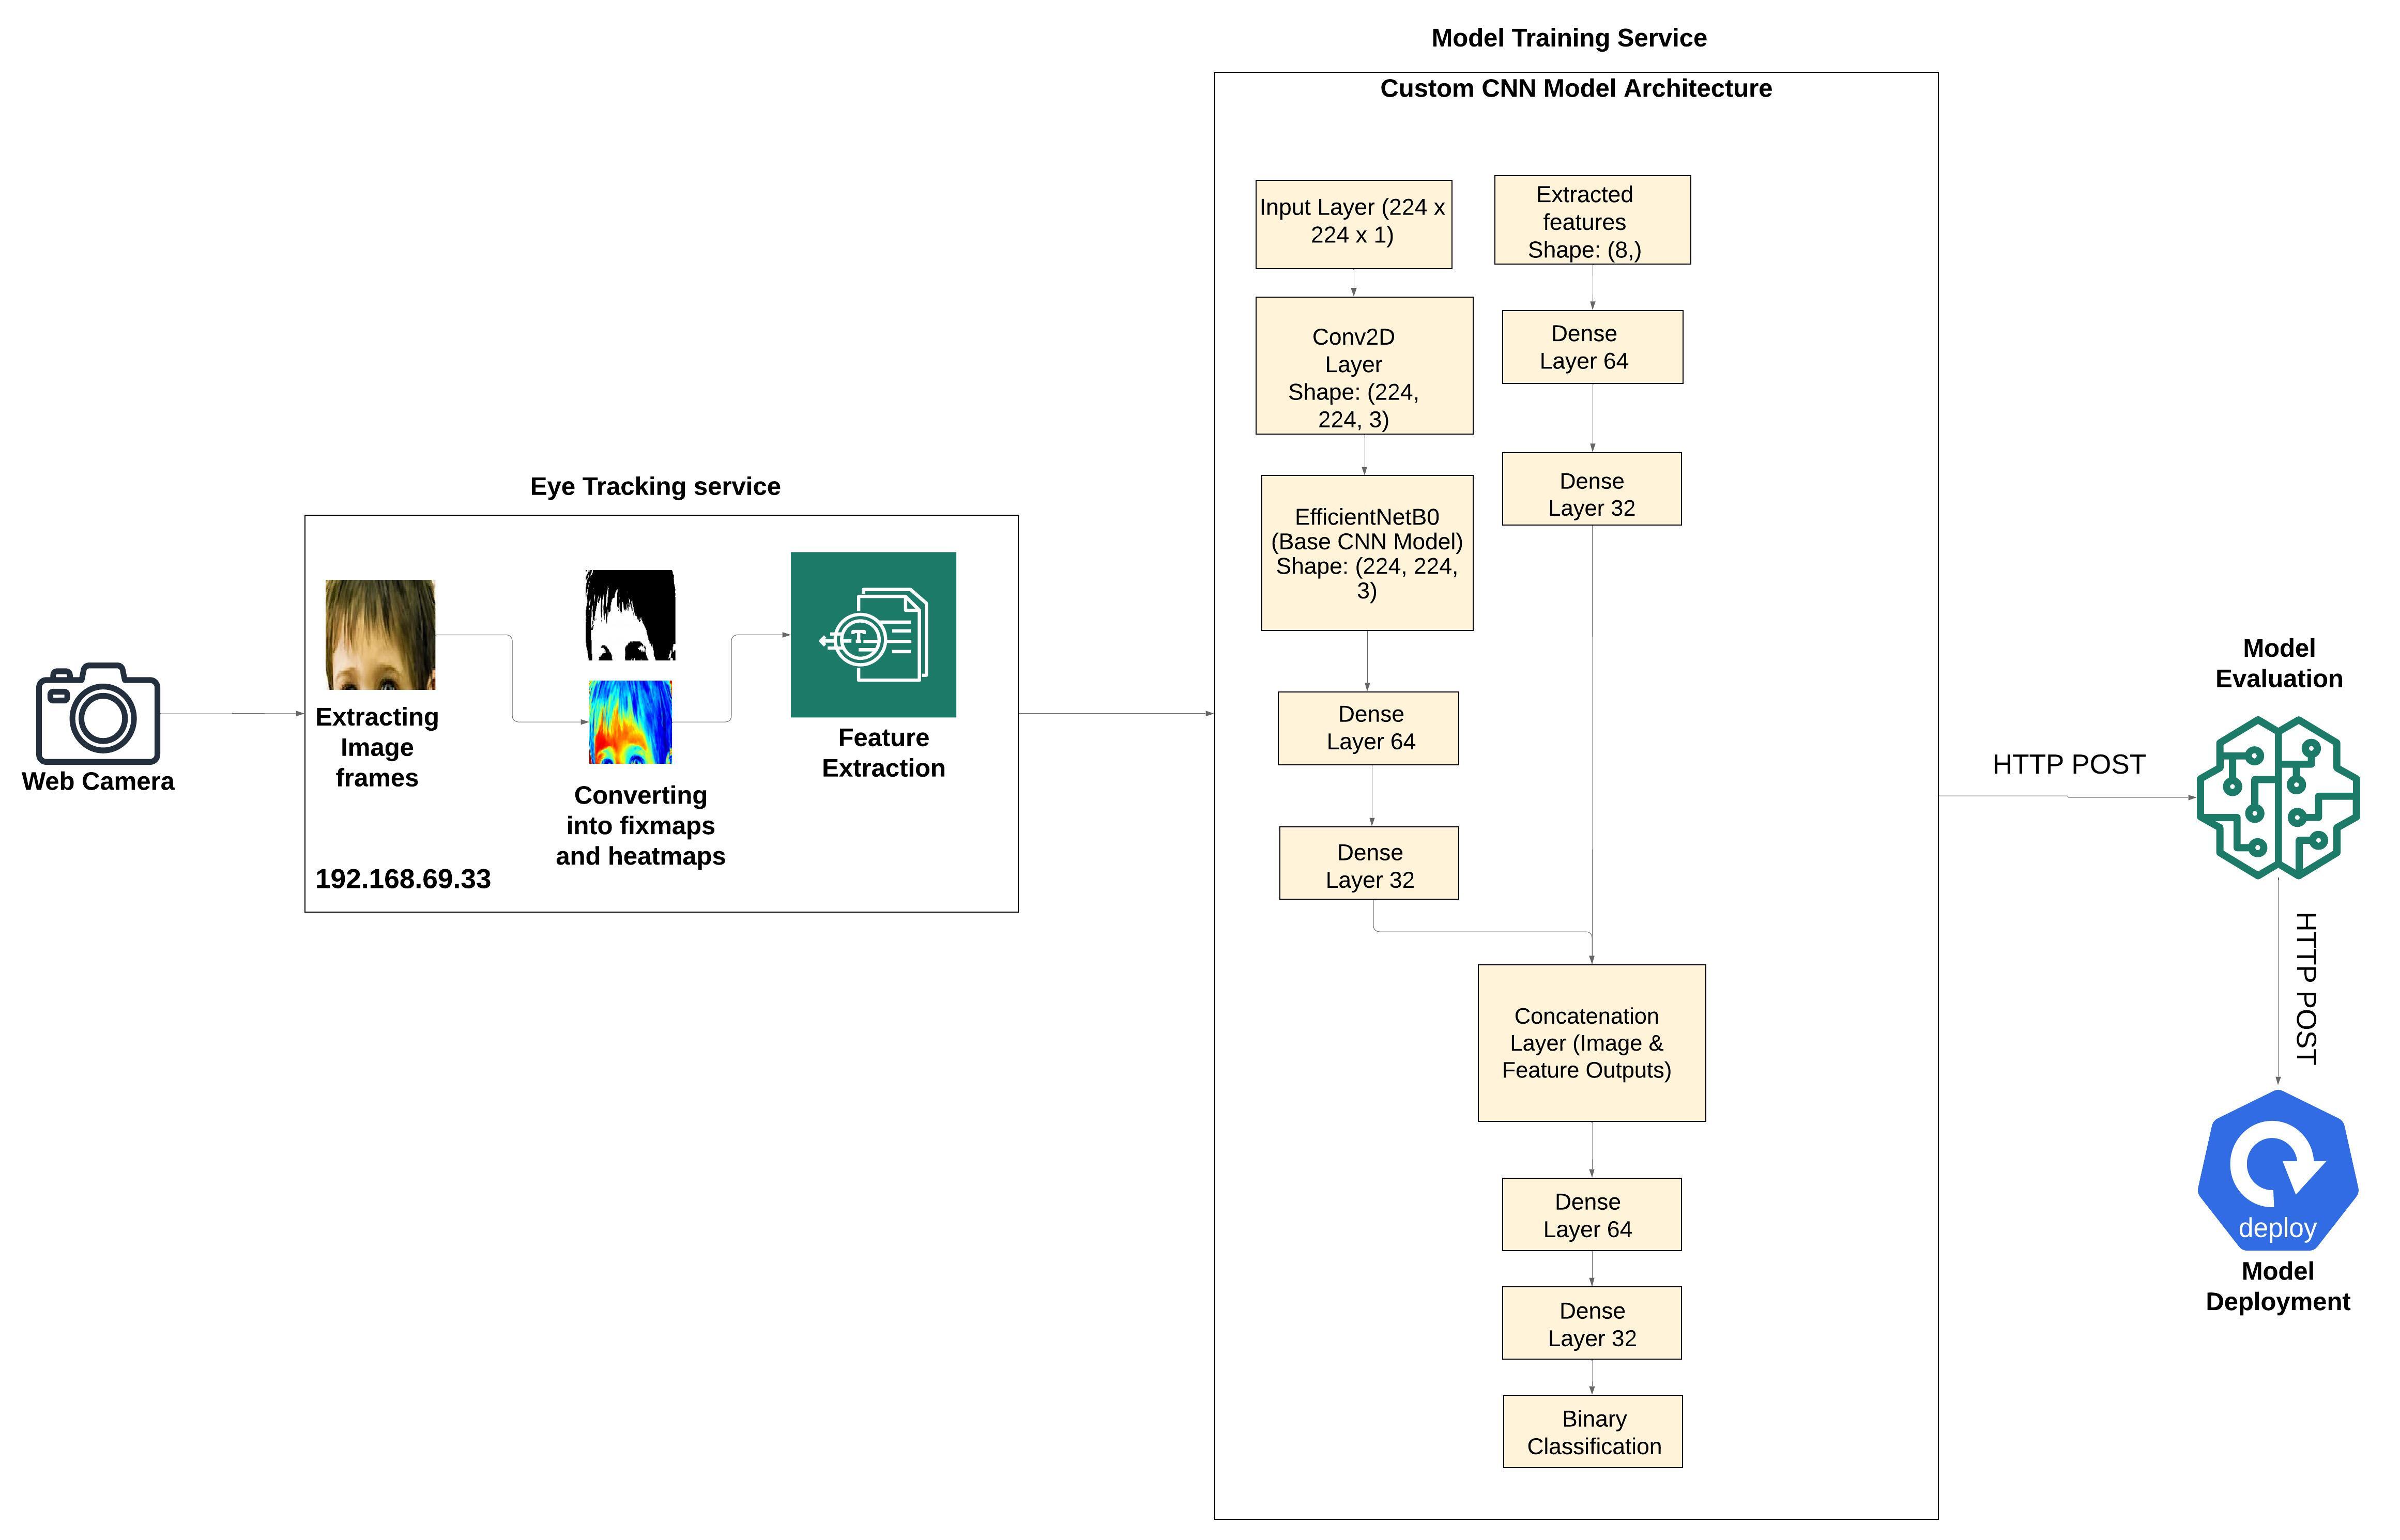 Model Training Service
Custom CNN Model Architecture
Input Layer (224 x
224 x 1)
Extracted
features
Shape: (8,)
Conv2D
Layer
Shape: (224,
224, 3)
Dense
Layer 64
Dense
Layer 32
EfficientNetB0
(Base CNN Model)
Shape: (224, 224,
3)
Dense
Layer 64
Dense
Layer 32
Concatenation
Layer (Image &
Feature Outputs)
Dense
Layer 64
Dense
Layer 32
Binary
Classification
Eye Tracking service
Web Camera
Extracting
Image
frames
Converting
into fixmaps
and heatmaps
T
Feature
Extraction
192.168.69.33
HTTP POST
Model
Evaluation
HTTP POST
deploy
Model
Deployment